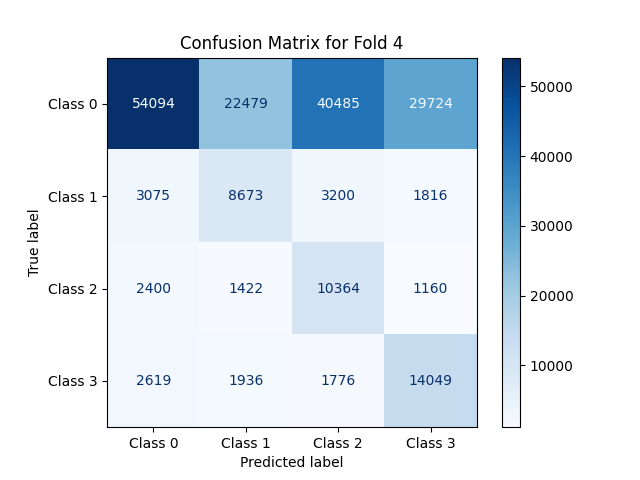 Confusion Matrix for Fold 4
Class 0 54094 22479 40485 29724
Class 1 3075 8673 3200 1816
Class 2 2400 1422 10364 1160
Class 3 2619 1936 1776 14049
Class 0 Class 1 Class 2 Class 3
Predicted label
True label
50000
40000
30000
20000
10000